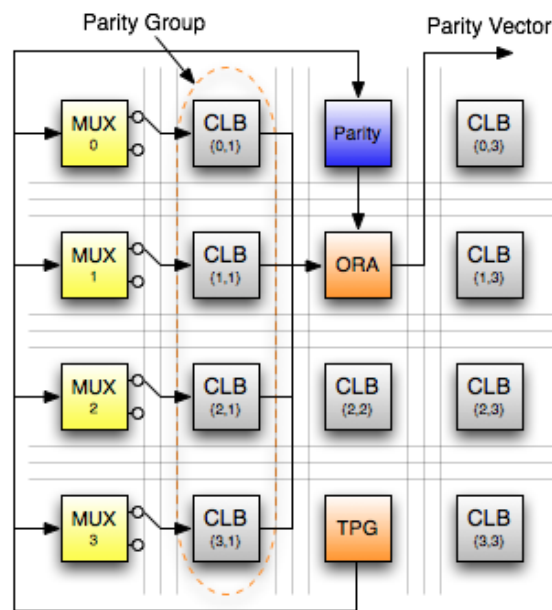 Parity Group
Parity Vector
MUX
0
CLB
(0,1)
Parity
CLB
(0,3)
MUX
1
CLB
(1,1)
ORA
CLB
(1,3)
MUX
2
CLB
(2,1)
CLB
(2,2)
CLB
(2,3)
MUX
3
CLB
(3,1)
TPG
CLB
(3,3)